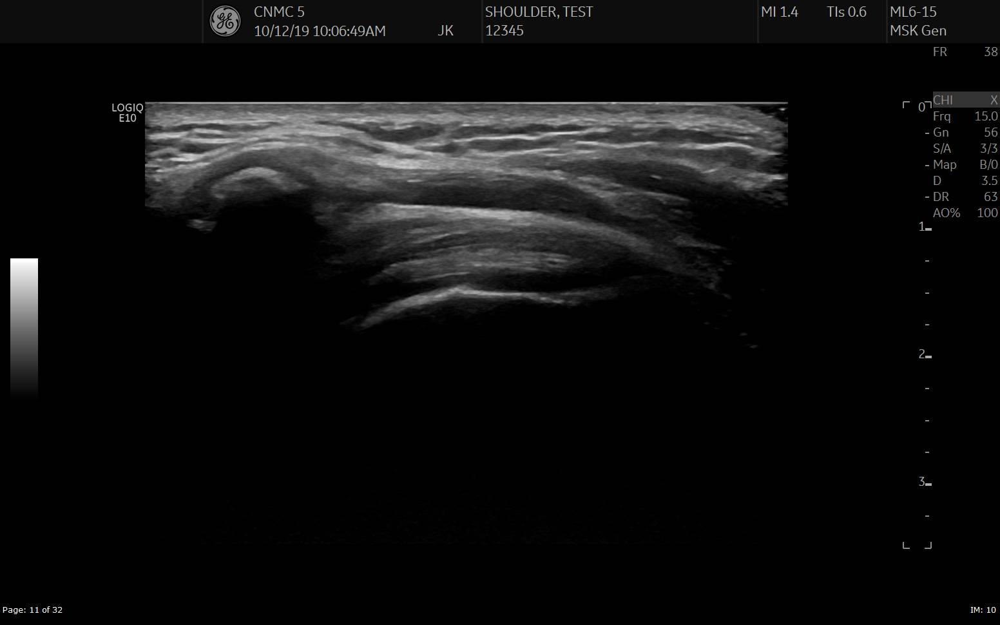 CNMC 5
10/12/19 10:06:49AM JK
SHOULDER, TEST
12345
MI 1.4 TIs 0.6
ML6-15
MSK Gen
FR 38
LOGIQ
E10
CHI X
Frq 15.0
Gn 56
S/A 3/3
Map B/0
D 3.5
DR 63
AO% 100
0
1
2
3
Page: 11 of 32
IM: 10